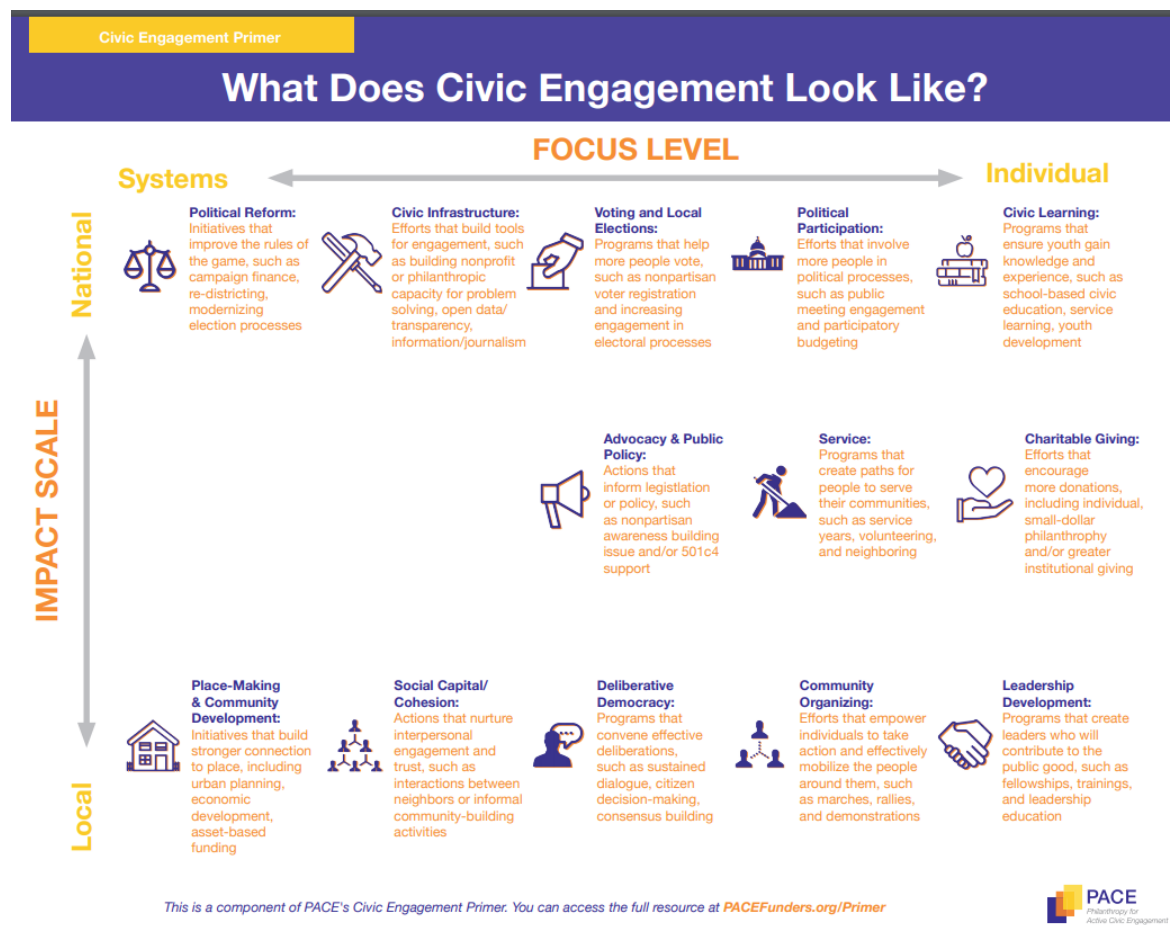 Civic Engagement Primer
What Does Civic Engagement Look Like?
FOCUS LEVEL
Systems
Individual
National
IMPACT SCALE
Local
Political Reform:
Initiatives that
improve the rules of
the game, such as
campaign finance,
re-districting,
modernizing
election processes
Civic Infrastructure:
Efforts that build tools
for engagement, such
as building nonprofit
or philanthropic
capacity for problem
solving, open data/
transparency,
information/journalism
Voting and Local
Elections:
Programs that help
more people vote,
such as nonpartisan
voter registration
and increasing
engagement in
electoral processes
Political
Participation:
Efforts that involve
more people in
political processes,
such as public
meeting engagement
and participatory
budgeting
Civic Learning:
Programs that
ensure youth gain
knowledge and
experience, such as
school-based civic
education, service
learning, youth
development
Advocacy & Public
Policy:
Actions that
inform legistlation
or policy, such
as nonpartisan
awareness building
issue and/or 501c4
support
Service:
Programs that
create paths for
people to serve
their communities,
such as service
years, volunteering,
and neighboring
Charitable Giving:
Efforts that
encourage
more donations,
including individual,
small-dollar
philanthrophy
and/or greater
institutional giving
Place-Making
& Community
Development:
Initiatives that build
stronger connection
to place, including
urban planning,
economic
development,
asset-based
funding
Social Capital/
Cohesion:
Actions that nurture
interpersonal
engagement and
trust, such as
interactions between
neighbors or informal
community-building
activities
Deliberative
Democracy:
Programs that
convene effective
deliberations,
such as sustained
dialogue, citizen
decision-making,
consensus building
Community
Organizing:
Efforts that empower
individuals to take
action and effectively
mobilize the people
around them, such
as marches, rallies,
and demonstrations
Leadership
Development:
Programs that create
leaders who will
contribute to the
public good, such as
fellowships, trainings,
and leadership
education
This is a component of PACE's Civic Engagement Primer. You can access the full resource at PACEFunders.org/Primer
PACE
Philanthropy for
Active Civic Engagement